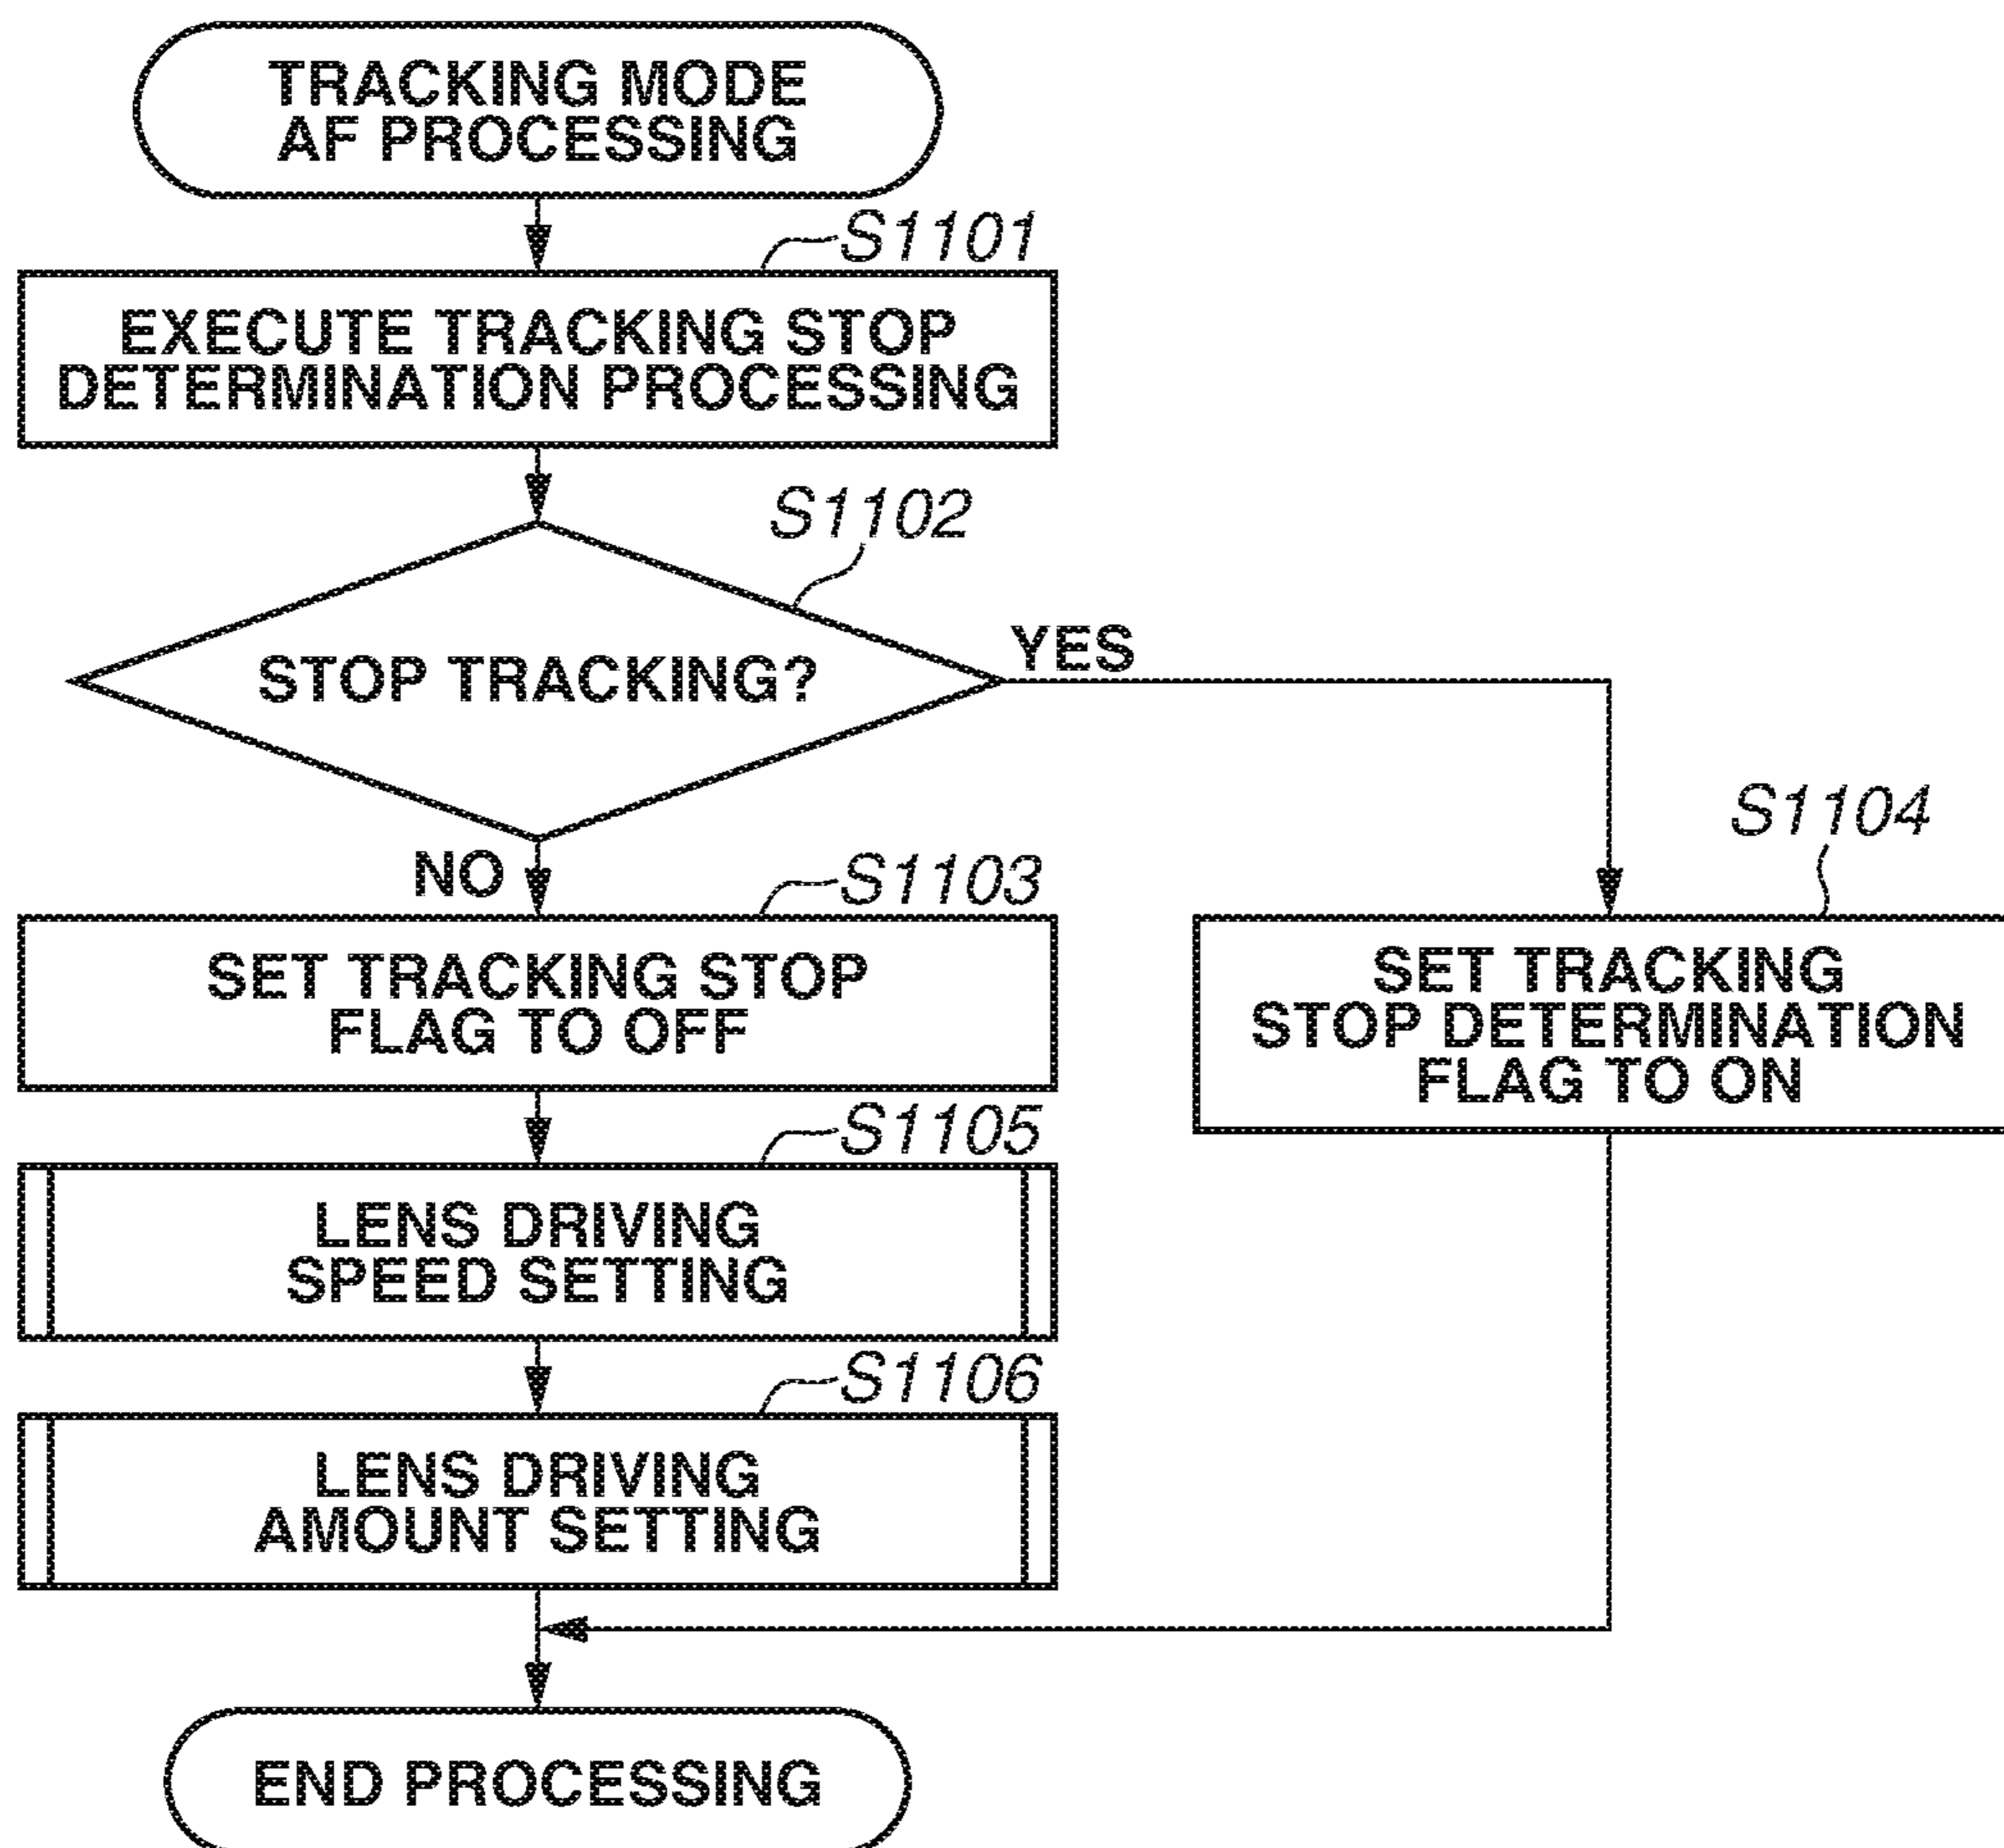 TRACKING MODE
AF PROCESSING
S1101
EXECUTE TRACKING STOP
DETERMINATION PROCESSING
S1102
STOP TRACKING?
YES
NO
S1103
SET TRACKING STOP
FLAG TO OFF
S1104
SET TRACKING
STOP DETERMINATION
FLAG TO ON
S1105
LENS DRIVING
SPEED SETTING
S1106
LENS DRIVING
AMOUNT SETTING
END PROCESSING